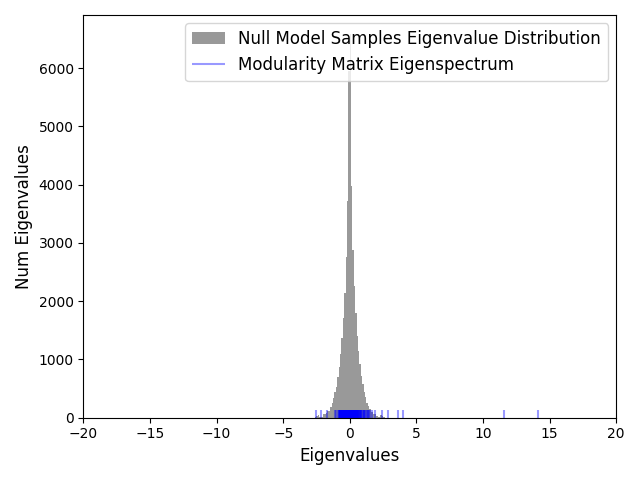 Null Model Samples Eigenvalue Distribution
Modularity Matrix Eigenspectrum
Num Eigenvalues
6000
5000
4000
3000
2000
1000
0
−20 −15 −10 −5 0 5 10 15 20
Eigenvalues